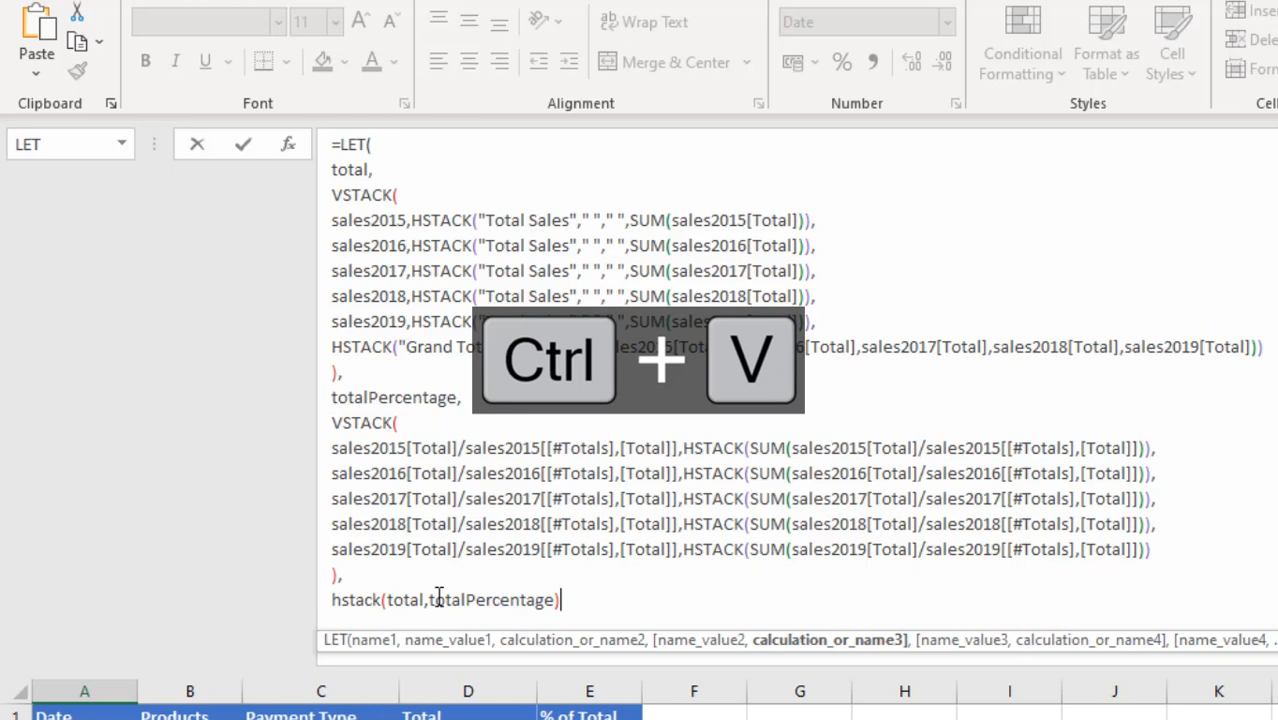 11
Wrap Text
Date
Inser
Paste
Merge & Center
Conditional Formatting
Format as Table
Cell Styles
Dele
Form
Clipboard
Font
Alignment
Number
Styles
Cel
LET
=LET(
total,
VSTACK(
sales2015,HSTACK("Total Sales"," "," ",SUM(sales2015[Total])),
sales2016,HSTACK("Total Sales"," "," ",SUM(sales2016[Total])),
sales2017,HSTACK("Total Sales"," "," ",SUM(sales2017[Total])),
sales2018,HSTACK("Total Sales"," "," ",SUM(sales2018[Total])),
sales2019,HSTACK
HSTACK("Grand Tot 6[Total],sales2017[Total],sales2018[Total],sales2019[Total]))
),
Ctrl + V
totalPercentage,
VSTACK(
sales2015[Total]/sales2015[[#Totals],[Total]],HSTACK(SUM(sales2015[Total]/sales2015[[#Totals],[Total]])),
sales2016[Total]/sales2016[[#Totals],[Total]],HSTACK(SUM(sales2016[Total]/sales2016[[#Totals],[Total]])),
sales2017[Total]/sales2017[[#Totals],[Total]],HSTACK(SUM(sales2017[Total]/sales2017[[#Totals],[Total]])),
sales2018[Total]/sales2018[[#Totals],[Total]],HSTACK(SUM(sales2018[Total]/sales2018[[#Totals],[Total]])),
sales2019[Total]/sales2019[[#Totals],[Total]],HSTACK(SUM(sales2019[Total]/sales2019[[#Totals],[Total]]))
),
hstack(total,totalPercentage)
LET(name1, name_value1, calculation_or_name2, [name_value2, calculation_or_name3], [name_value3, calculation_or_name4], [name_value4, ...
A B C D E F G H I J K
1 Date Products Payment Type Total % of Total